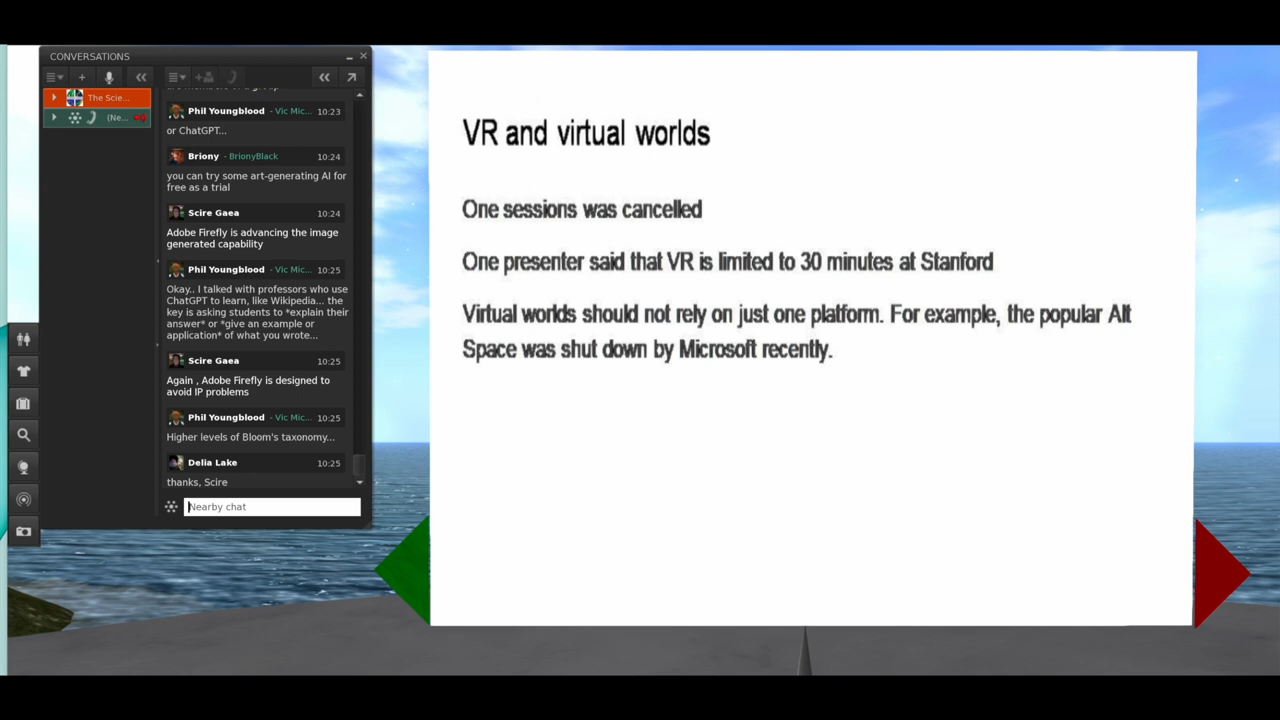 CONVERSATIONS
The Scie...
(Ne...
Phil Youngblood - Vic Mic... 10:23
or ChatGPT...
Briony - BrionyBlack 10:24
you can try some art-generating AI for
free as a trial
Scire Gaea 10:24
Adobe Firefly is advancing the image
generated capability
Phil Youngblood - Vic Mic... 10:25
Okay.. I talked with professors who use
ChatGPT to learn, like Wikipedia... the
key is asking students to *explain their
answer* or *give an example or
application* of what you wrote...
Scire Gaea 10:25
Again , Adobe Firefly is designed to
avoid IP problems
Phil Youngblood - Vic Mic... 10:25
Higher levels of Bloom's taxonomy...
Delia Lake 10:25
thanks, Scire
Nearby chat
VR and virtual worlds
One sessions was cancelled
One presenter said that VR is limited to 30 minutes at Stanford
Virtual worlds should not rely on just one platform. For example, the popular Alt
Space was shut down by Microsoft recently.